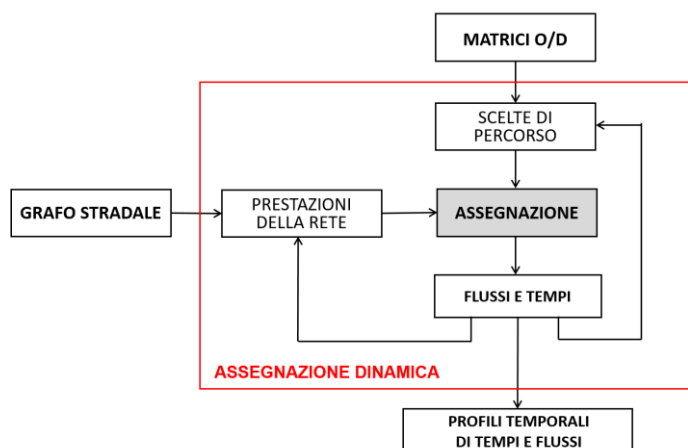 MATRICI O/D
SCELTE DI
PERCORSO
GRAFO STRADALE
PRESTAZIONI
DELLA RETE
ASSEGNAZIONE
FLUSSI E TEMPI
ASSEGNAZIONE DINAMICA
PROFILI TEMPORALI
DI TEMPI E FLUSSI